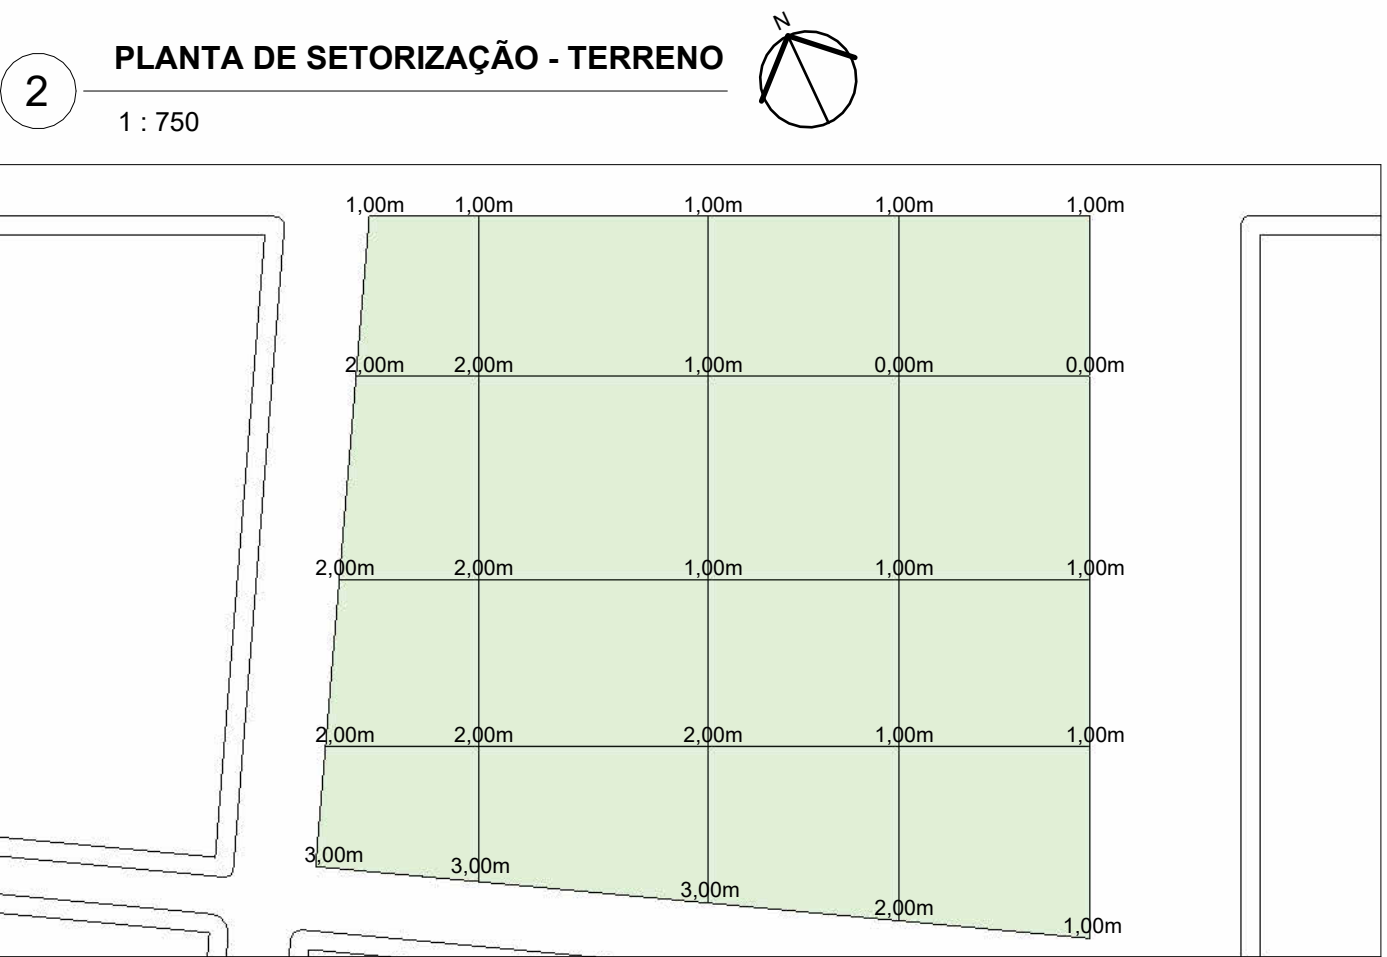 N
PLANTA DE SETORIZAÇÃO - TERRENO
2
1 : 750
1,00m 1,00m 1,00m 1,00m 1,00m
2,00m 2,00m 1,00m 0,00m 0,00m
2,00m 2,00m 1,00m 1,00m 1,00m
2,00m 2,00m 2,00m 1,00m 1,00m
3,00m 3,00m 3,00m 2,00m 1,00m